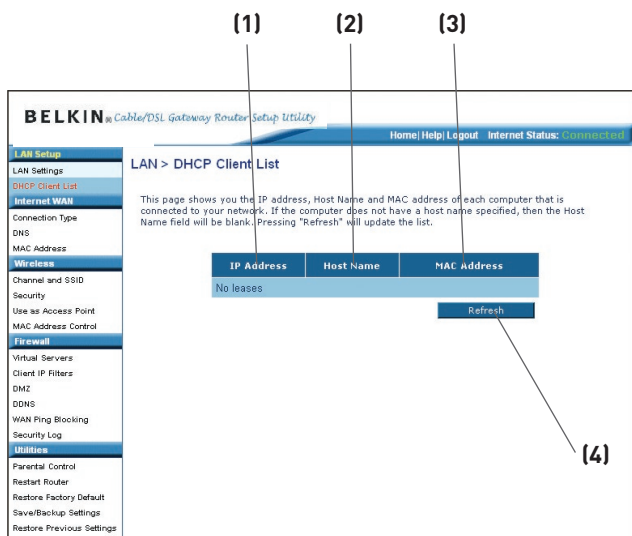 (1) (2) (3)
BELKIN® Cable/DSL Gateway Router Setup Utility
Home| Help| Logout Internet Status: Connected
LAN Setup
LAN Settings
DHCP Client List
Internet WAN
Connection Type
DNS
MAC Address
Wireless
Channel and SSID
Security
Use as Access Point
MAC Address Control
Firewall
Virtual Servers
Client IP Filters
DMZ
DDNS
WAN Ping Blocking
Security Log
Utilities
Parental Control
Restart Router
Restore Factory Default
Save/Backup Settings
Restore Previous Settings
LAN > DHCP Client List
This page shows you the IP address, Host Name and MAC address of each computer that is
connected to your network. If the computer does not have a host name specified, then the Host
Name field will be blank. Pressing "Refresh" will update the list.
IP Address Host Name MAC Address
No leases
Refresh
(4)